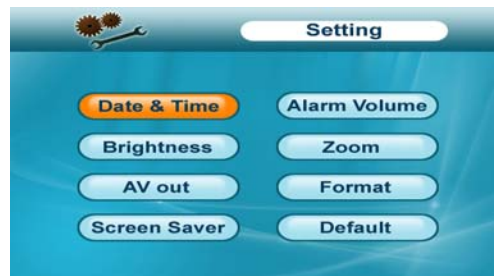 Setting
Date & Time
Alarm Volume
Brightness
Zoom
AV out
Format
Screen Saver
Default